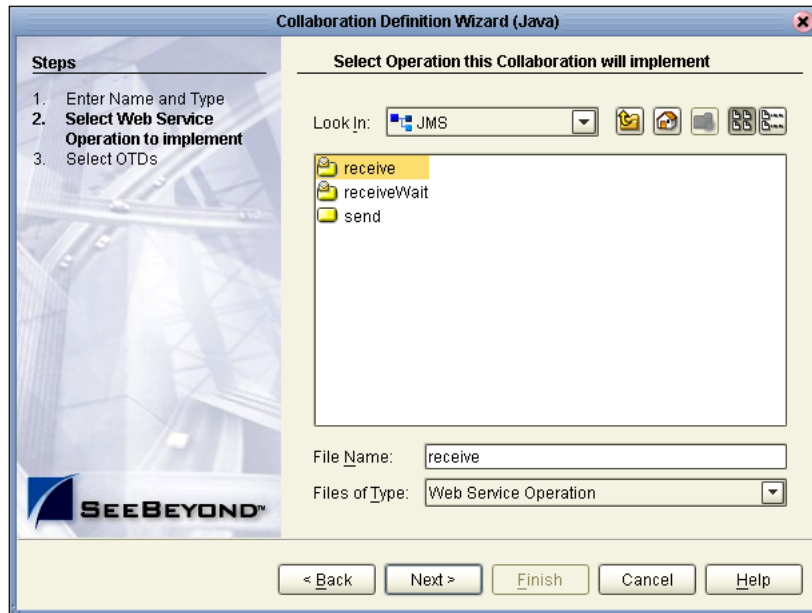 Collaboration Definition Wizard (Java)
Steps
1. Enter Name and Type
2. Select Web Service
Operation to implement
3. Select OTDs
Select Operation this Collaboration will implement
Look In: JMS
receive
receiveWait
send
File Name: receive
Files of Type: Web Service Operation
SEEBEYOND™
< Back Next > Finish Cancel Help